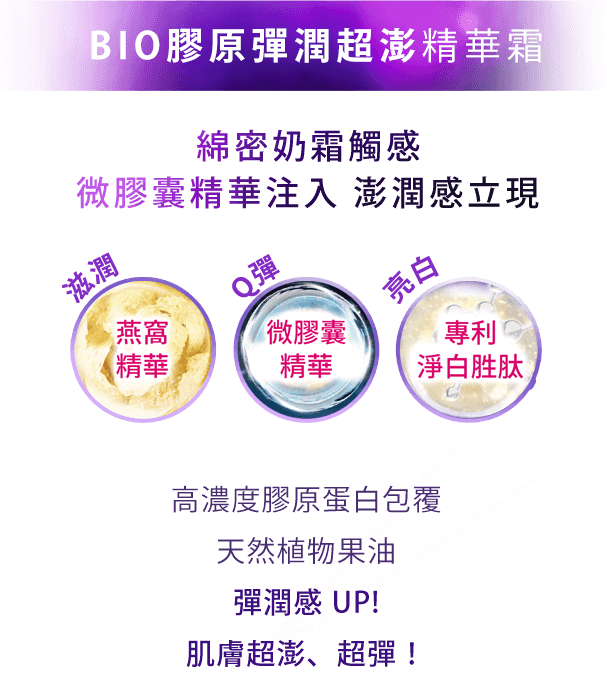 BIO膠原彈潤超澎精華霜
綿密奶霜觸感
微膠囊精華注入 澎潤感立現
滋潤
燕窩
精華
Q彈
微膠囊
精華
亮白
專利
淨白胜肽
高濃度膠原蛋白包覆
天然植物果油
彈潤感 UP!
肌膚超澎、超彈！